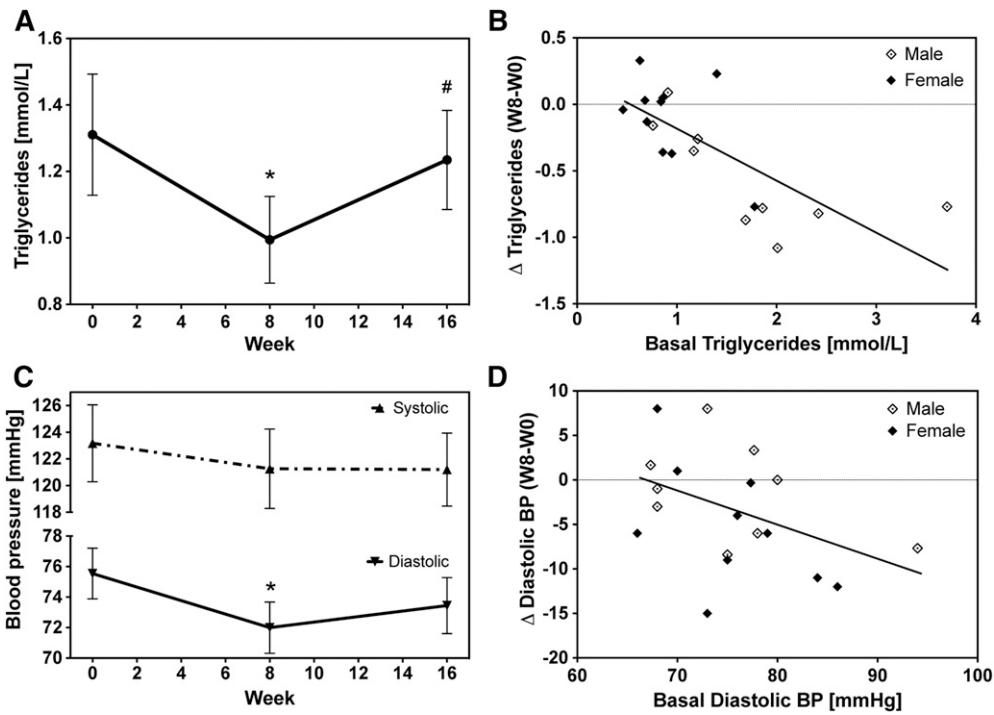 A
Triglycerides [mmol/L]
1.6
1.4
1.2
1.0
0.8
#
*
0 2 4 6 8 10 12 14 16
Week
B
Δ Triglycerides (W8-W0)
0.5
0.0
-0.5
-1.0
-1.5
Male
Female
0 1 2 3 4
Basal Triglycerides [mmol/L]
C
Blood pressure [mmHg]
126
124
122
120
118
78
76
74
72
70
Systolic
Diastolic
*
0 2 4 6 8 10 12 14 16
Week
D
Δ Diastolic BP (W8-W0)
10
5
0
-5
-10
-15
-20
Male
Female
60 70 80 90 100
Basal Diastolic BP [mmHg]